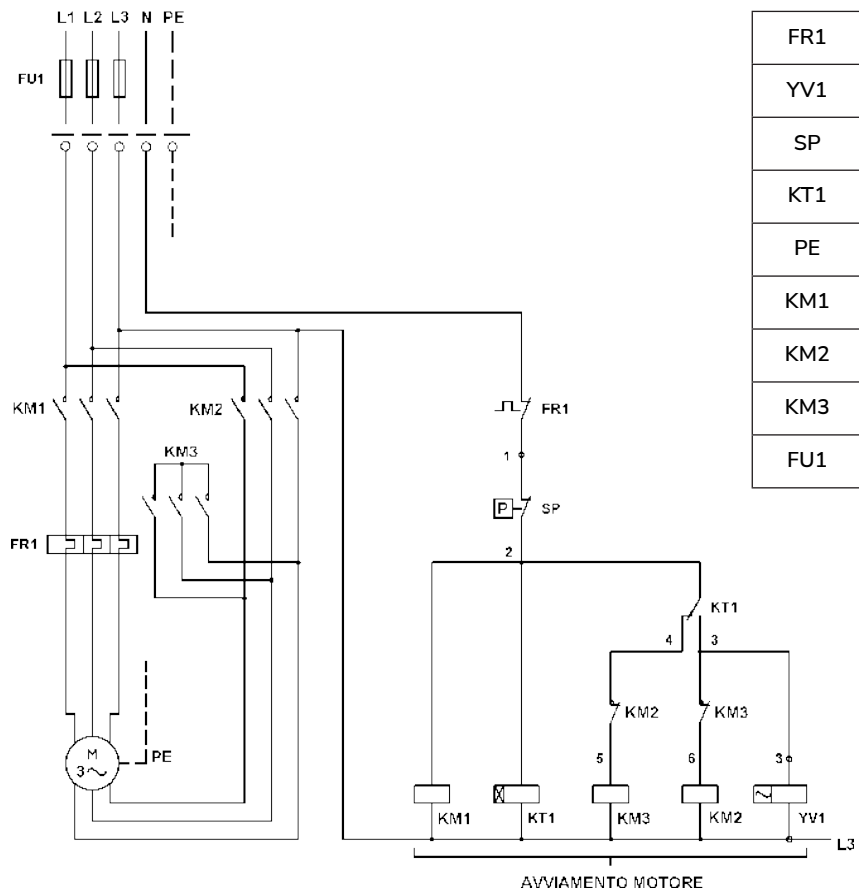 L1 L2 L3 N PE
FU1
KM1
KM2
KM3
FR1
M
3
PE
FR1
1
P
SP
2
KT1
4
3
KM2
KM3
5
6
3
KM1
KT1
KM3
KM2
YV1
L3
AVVIAMENTO MOTORE
FR1
YV1
SP
KT1
PE
KM1
KM2
KM3
FU1